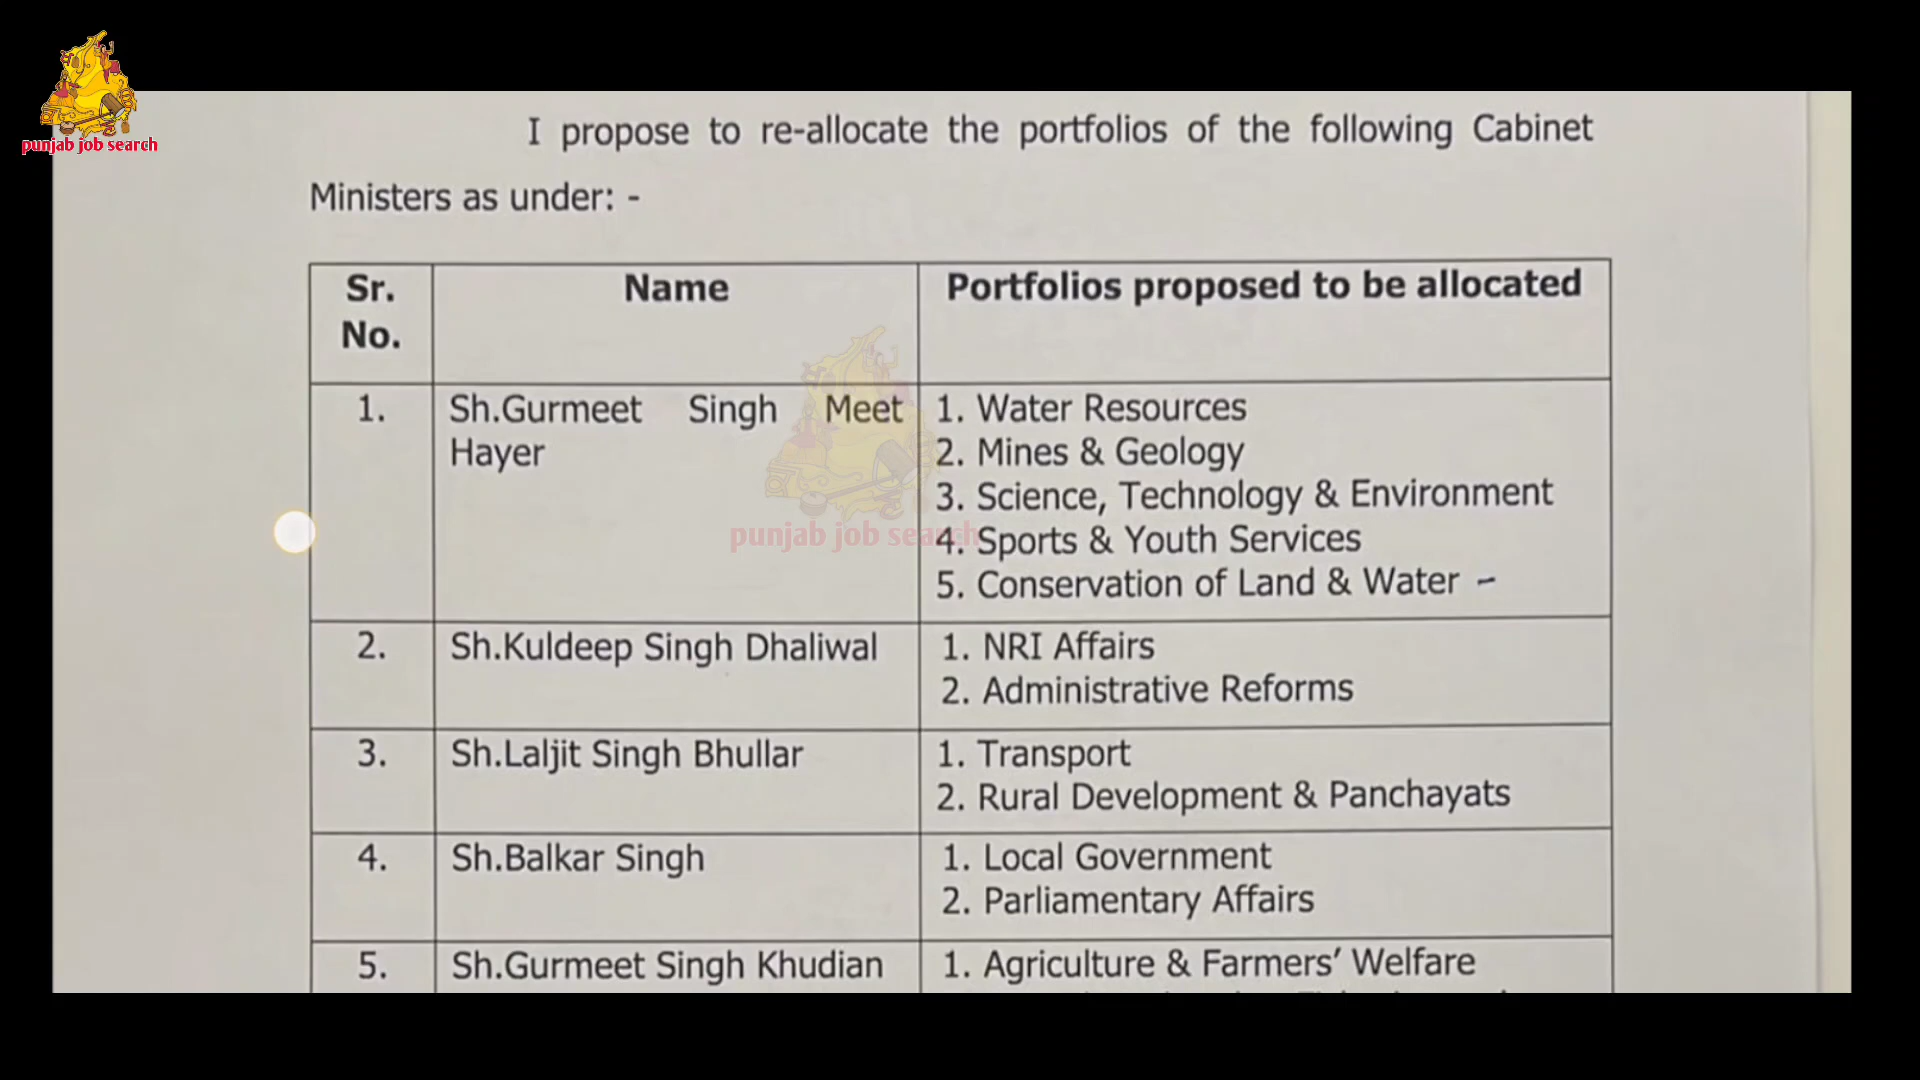 punjab job search
I propose to re-allocate the portfolios of the following Cabinet
Ministers as under: -
Sr. No.
Name
Portfolios proposed to be allocated
1.
Sh.Gurmeet Singh Meet
Hayer
1. Water Resources
2. Mines & Geology
3. Science, Technology & Environment
4. Sports & Youth Services
5. Conservation of Land & Water -
punjab job search
2.
Sh.Kuldeep Singh Dhaliwal
1. NRI Affairs
2. Administrative Reforms
3.
Sh.Laljit Singh Bhullar
1. Transport
2. Rural Development & Panchayats
4.
Sh.Balkar Singh
1. Local Government
2. Parliamentary Affairs
5.
Sh.Gurmeet Singh Khudian
1. Agriculture & Farmers’ Welfare